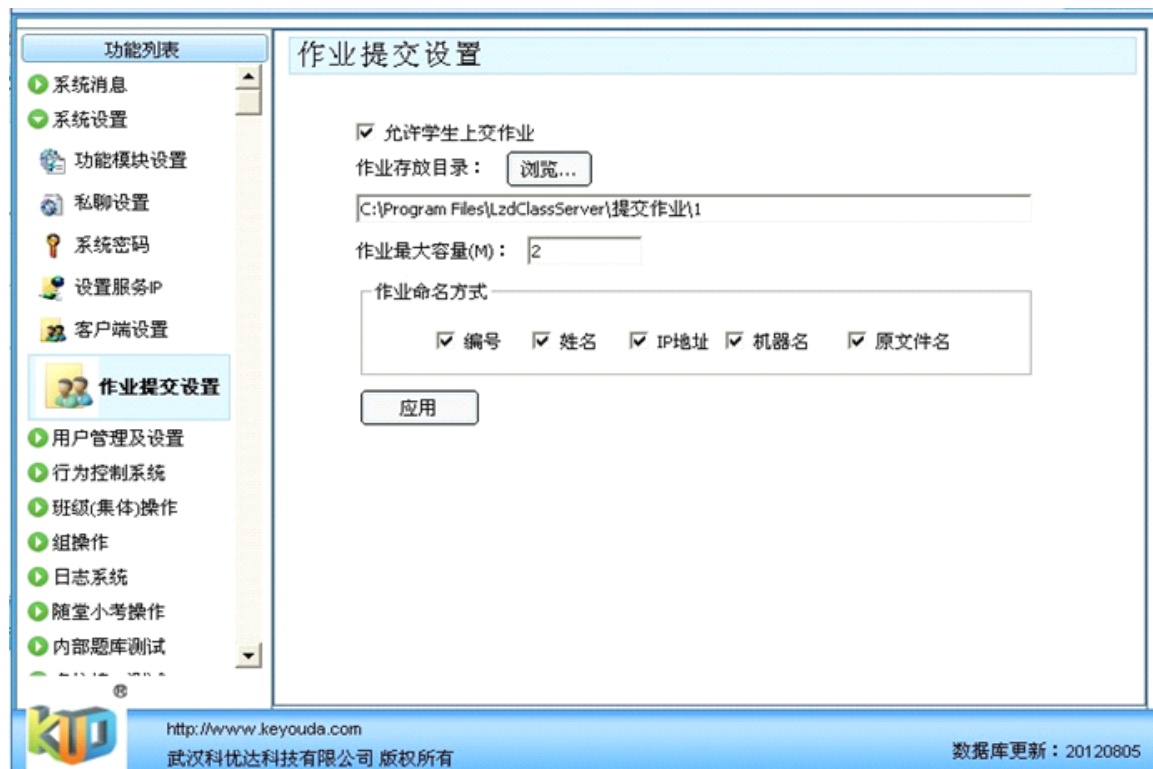 功能列表
系统消息
系统设置
功能模块设置
私聊设置
系统密码
设置服务IP
客户端设置
作业提交设置
用户管理及设置
行为控制系统
班级(集体)操作
组操作
日志系统
随堂小考操作
内部题库测试
作业提交设置
允许学生上交作业
作业存放目录： 浏览...
C:\Program Files\LzdClassServer\提交作业\1
作业最大容量(M)： 2
作业命名方式
编号 姓名 IP地址 机器名 原文件名
应用
®
KYD
http://www.keyouda.com
武汉科优达科技有限公司 版权所有
数据库更新：20120805